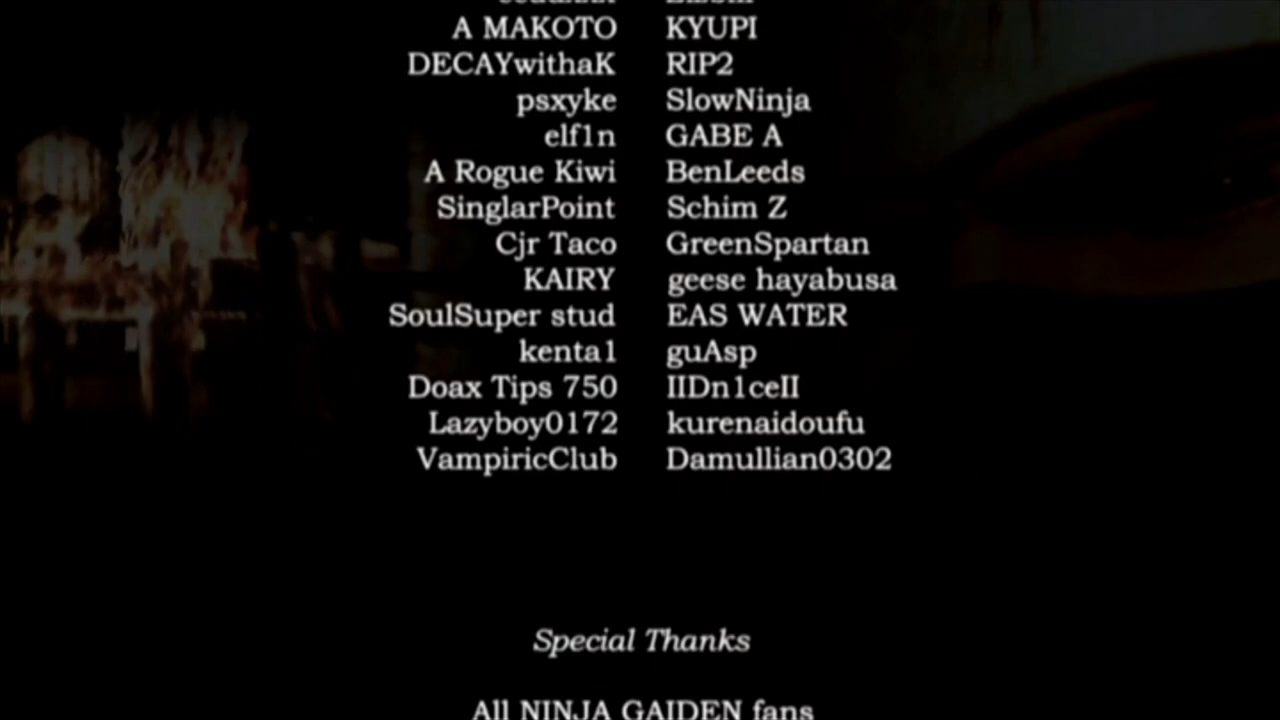 A MAKOTO KYUPI
DECAYwithaK RIP2
psxyke SlowNinja
elf1n GABE A
A Rogue Kiwi BenLeeds
SinglarPoint Schim Z
Cjr Taco GreenSpartan
KAIRY geese hayabusa
SoulSuper stud EAS WATER
kenta1 guAsp
Doax Tips 750 IIDn1ceII
Lazyboy0172 kurenaidoufu
VampiricClub Damullian0302
Special Thanks
All NINJA GAIDEN fans